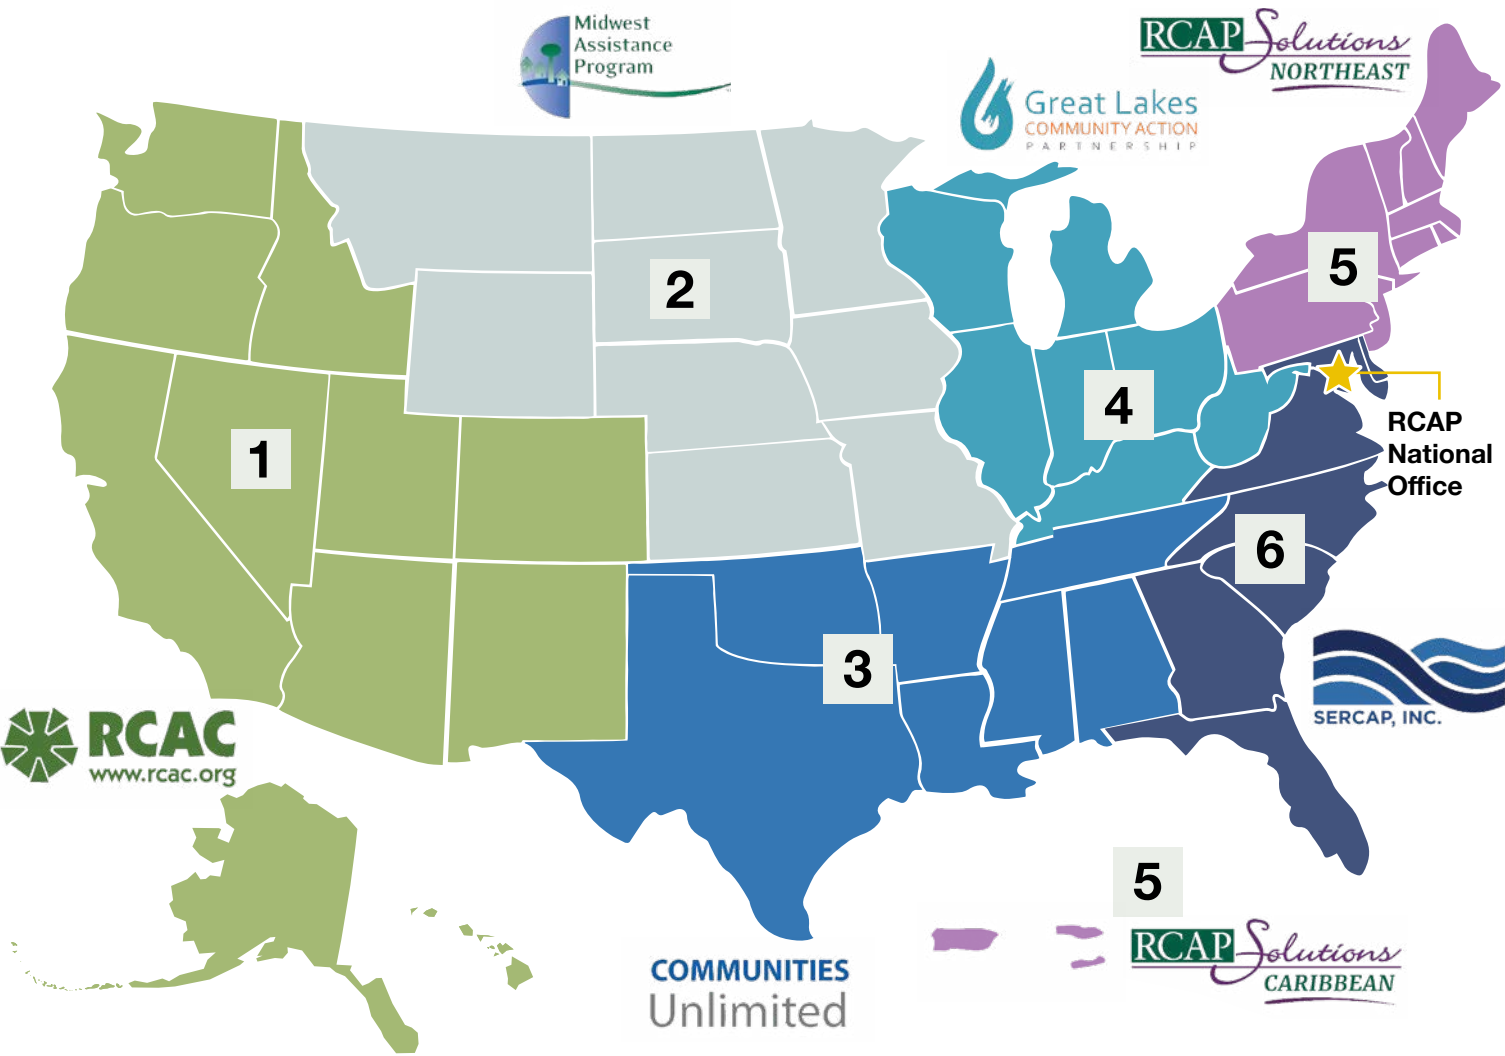 Midwest
Assistance
Program
RCAP Solutions
NORTHEAST
Great Lakes
COMMUNITY ACTION
PARTNERSHIP
5
2
4
RCAP
National
Office
1
6
3
SERCAP, INC.
RCAC
www.rcac.org
5
RCAP Solutions
CARIBBEAN
COMMUNITIES
Unlimited